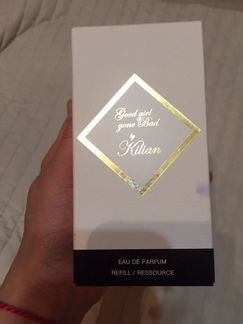 Good girl
gone Bad
by
Kilian
EAU DE PARFUM
REFILL / RESSOURCE